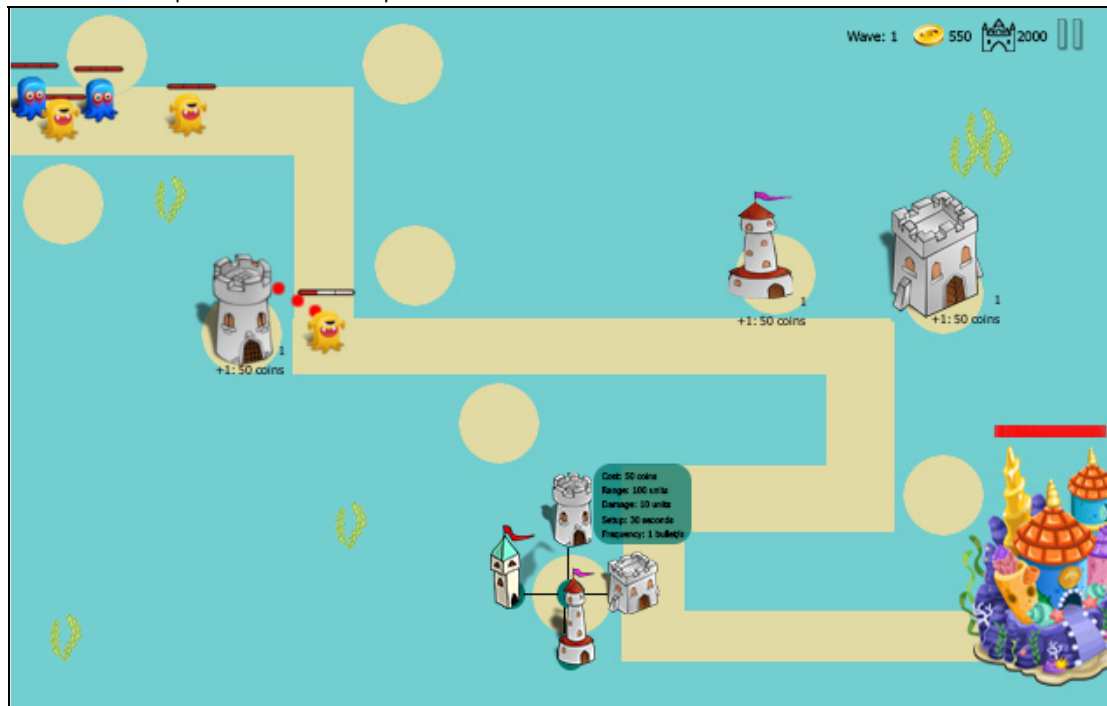 Wave: 1 550 2000
1
+1: 50 coins
1
+1: 50 coins
1
+1: 50 coins
Cost: 50 coins
Range: 100 units
Damage: 10 units
Setup: 30 seconds
Frequency: 1 bullet/s